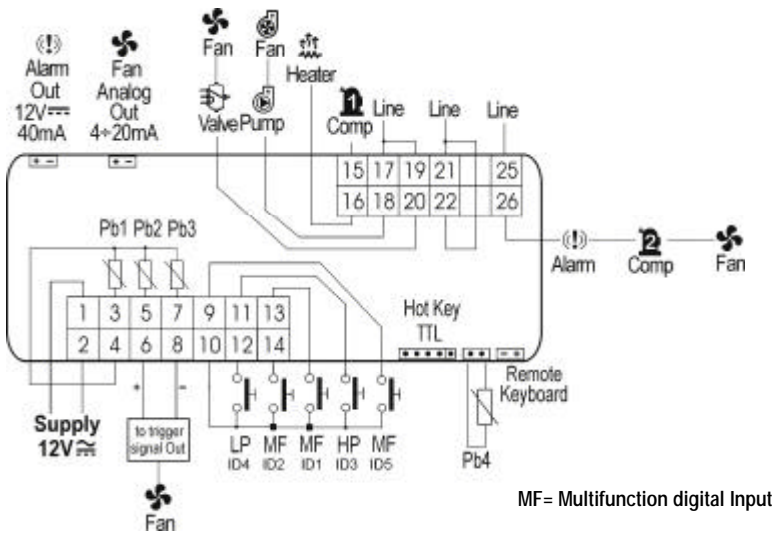 Alarm
Out
12V
40mA
Fan
Analog
Out
4÷20mA
Fan
Valve
Fan
Pump
Heater
1
Comp
Line
Line
Line
+ -
+ -
15 17 19 21 25
16 18 20 22 26
Pb1 Pb2 Pb3
Alarm
2
Comp
Fan
1 3 5 7 9 11 13
2 4 6 8 10 12 14
Hot Key
TTL
- +
Remote
Keyboard
+ -
Supply
12V
to trigger
signal Out
Fan
LP MF MF HP MF
ID4 ID2 ID1 ID3 ID5
Pb4
MF= Multifunction digital Input